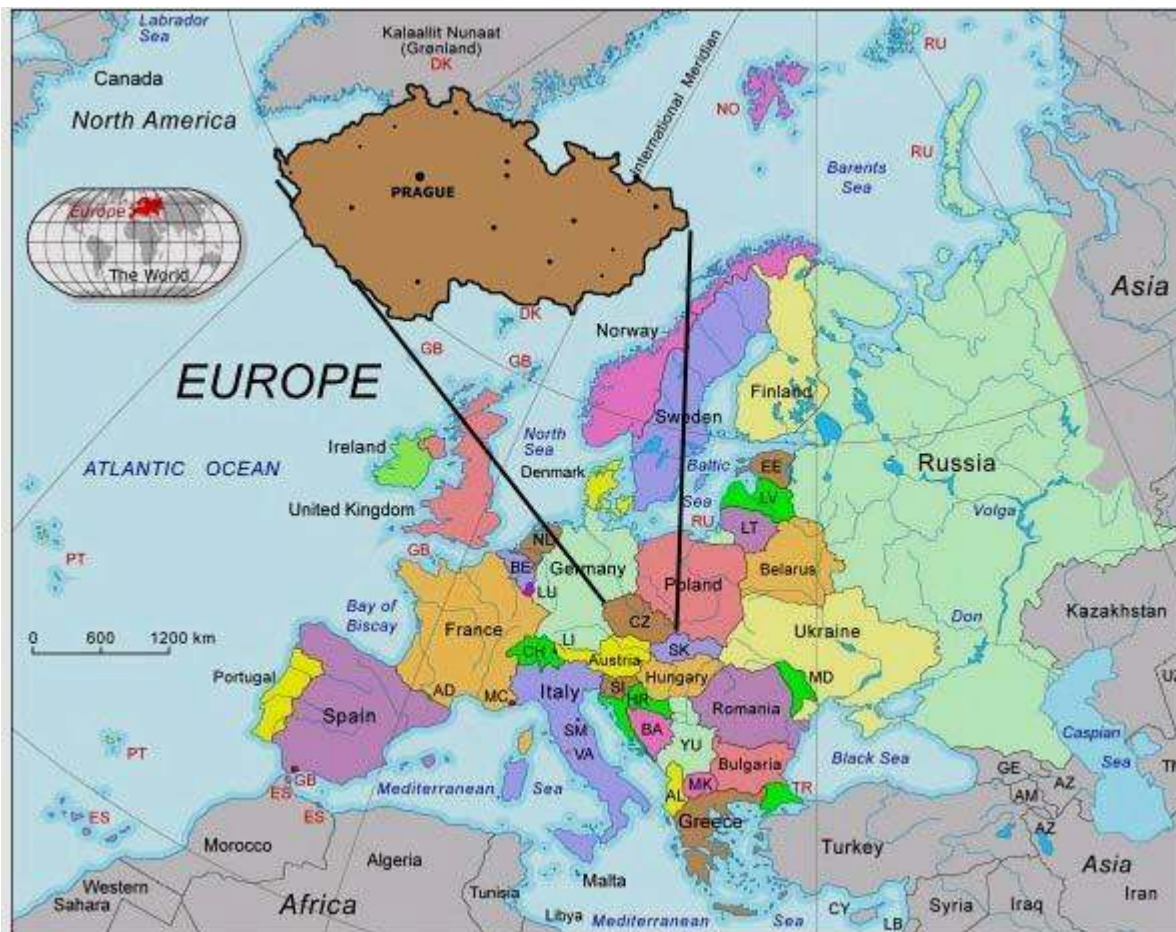 Labrador
Sea
Kalaallit Nunaat
(Grønland)
DK
Canada
North America
International Meridian
NO
RU
RU
Barents
Sea
PRAGUE
Europe
The World
Asia
DK
GB
GB
Norway
EUROPE
Finland
Sweden
North
Sea
Ireland
Baltic
Sea
Denmark
EE
Russia
ATLANTIC OCEAN
LV
United Kingdom
RU
LT
Volga
NL
PT
GB
BE
Germany
Poland
Belarus
LU
Bay of
Biscay
Don
Kazakhstan
0 600 1200 km
France
CZ
Ukraine
LI
CH
Austria
SK
Portugal
AD
MC
Italy
SI
HR
Hungary
MD
UZ
Spain
SM
VA
BA
YU
Romania
Caspian
Sea
PT
GB
ES
ES
ES
Mediterranean Sea
AL
MK
Bulgaria
TR
Black Sea
GE
AZ
AM
AZ
Greece
Morocco
Algeria
Turkey
Asia
Western
Sahara
Africa
Tunisia
Malta
Libya
Mediterranean Sea
CY
LB
Syria
Iraq
Iran